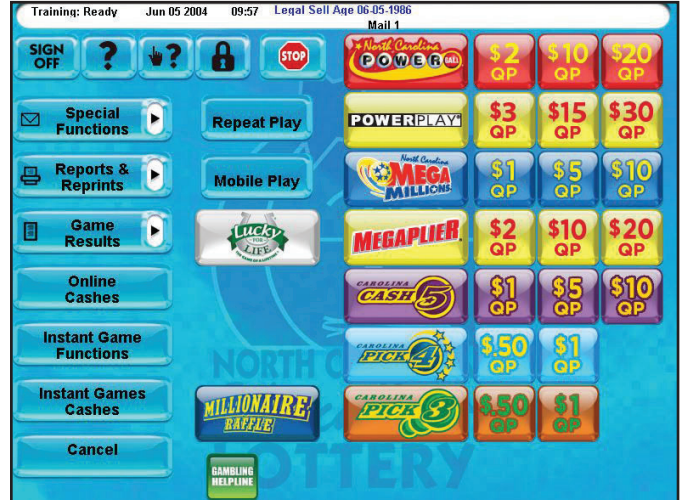 Training: Ready Jun 05 2004 09:57 Legal Sell Age 06-05-1986
Mail 1
SIGN
OFF
?
?
STOP
North Carolina
POWERBALL
$2
QP
$10
QP
$20
QP
Special
Functions
Repeat Play
POWERPLAY
$3
QP
$15
QP
$30
QP
Reports &
Reprints
Mobile Play
North Carolina
MEGA
MILLIONS
$1
QP
$5
QP
$10
QP
Game
Results
Lucky
FOR
LIFE
MEGAPLIER
$2
QP
$10
QP
$20
QP
Online
Cashes
CAROLINA
CASH 5
$1
QP
$5
QP
$10
QP
Instant Game
Functions
CAROLINA
PICK 4
$.50
QP
$1
QP
Instant Games
Cashes
MILLIONAIRE
RAFFLE
CAROLINA
PICK 3
$.50
QP
$1
QP
Cancel
GAMBLING
HELPLINE
NORTH C
LOTTERY